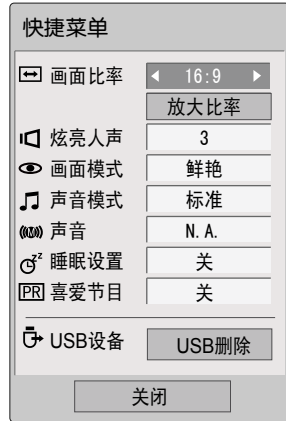 快捷菜单
画面比率 16:9
放大比率
炫亮人声 3
画面模式 鲜艳
声音模式 标准
声音 N. A.
睡眠设置 关
PR 喜爱节目 关
USB设备 USB删除
关闭